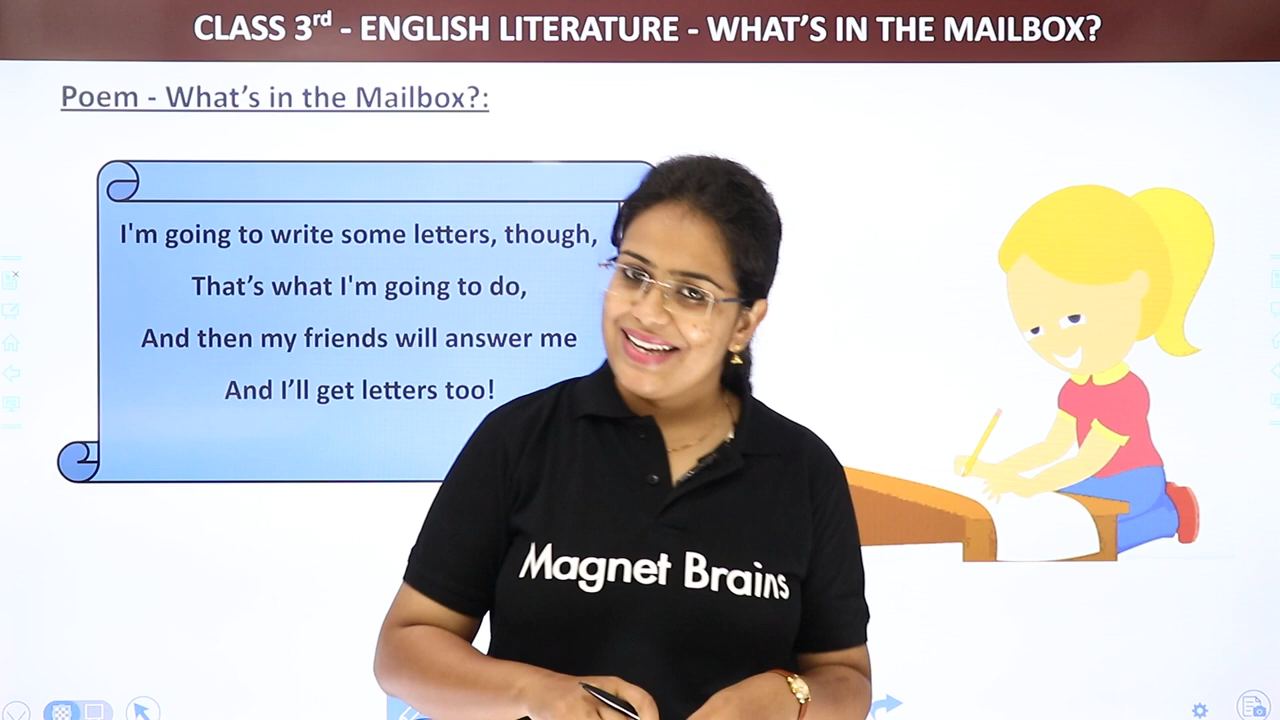 CLASS 3rd - ENGLISH LITERATURE - WHAT'S IN THE MAILBOX?
Poem - What's in the Mailbox?:
I'm going to write some letters, though,
That's what I'm going to do,
And then my friends will answer me
And I'll get letters too!
Magnet Brains